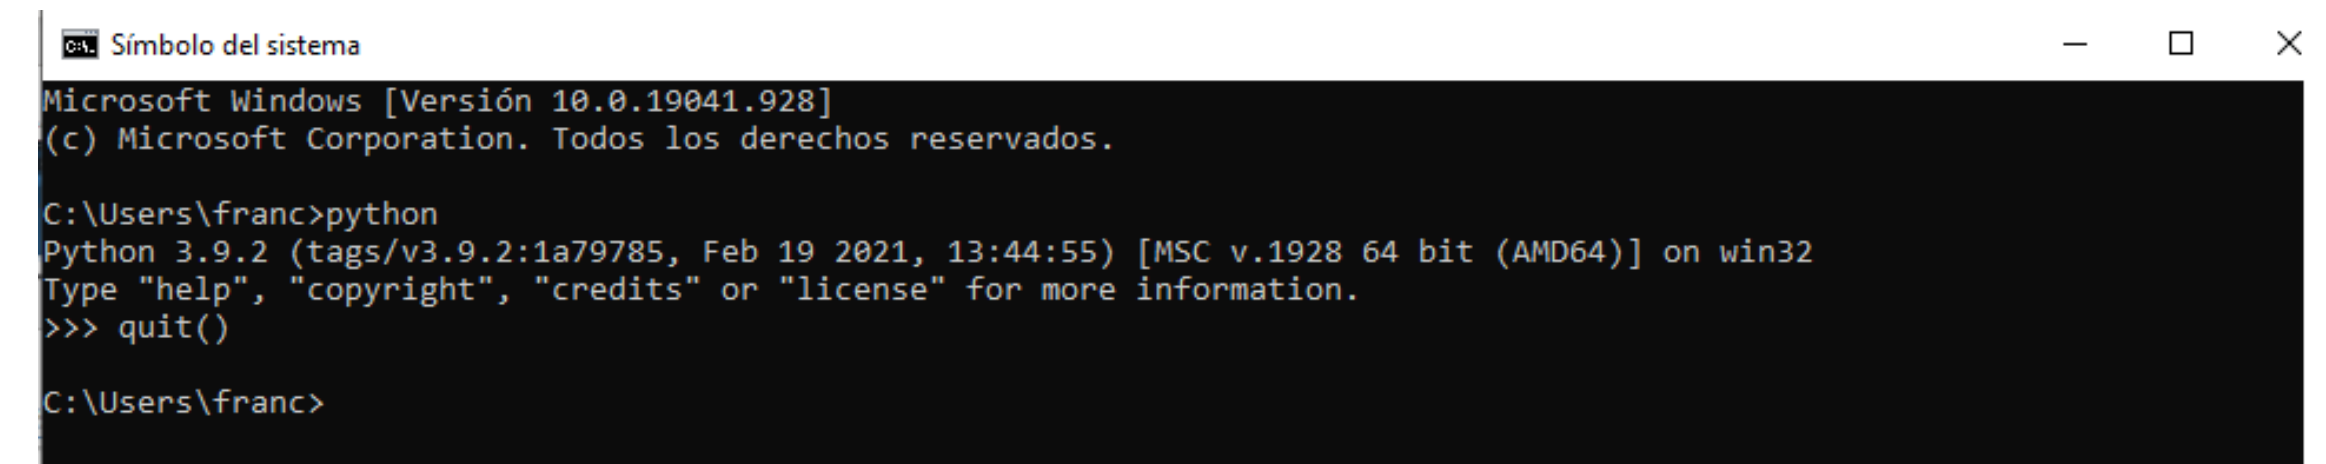 Símbolo del sistema
Microsoft Windows [Versión 10.0.19041.928]
(c) Microsoft Corporation. Todos los derechos reservados.
C:\Users\franc>python
Python 3.9.2 (tags/v3.9.2:1a79785, Feb 19 2021, 13:44:55) [MSC v.1928 64 bit (AMD64)] on win32
Type "help", "copyright", "credits" or "license" for more information.
>>> quit()
C:\Users\franc>